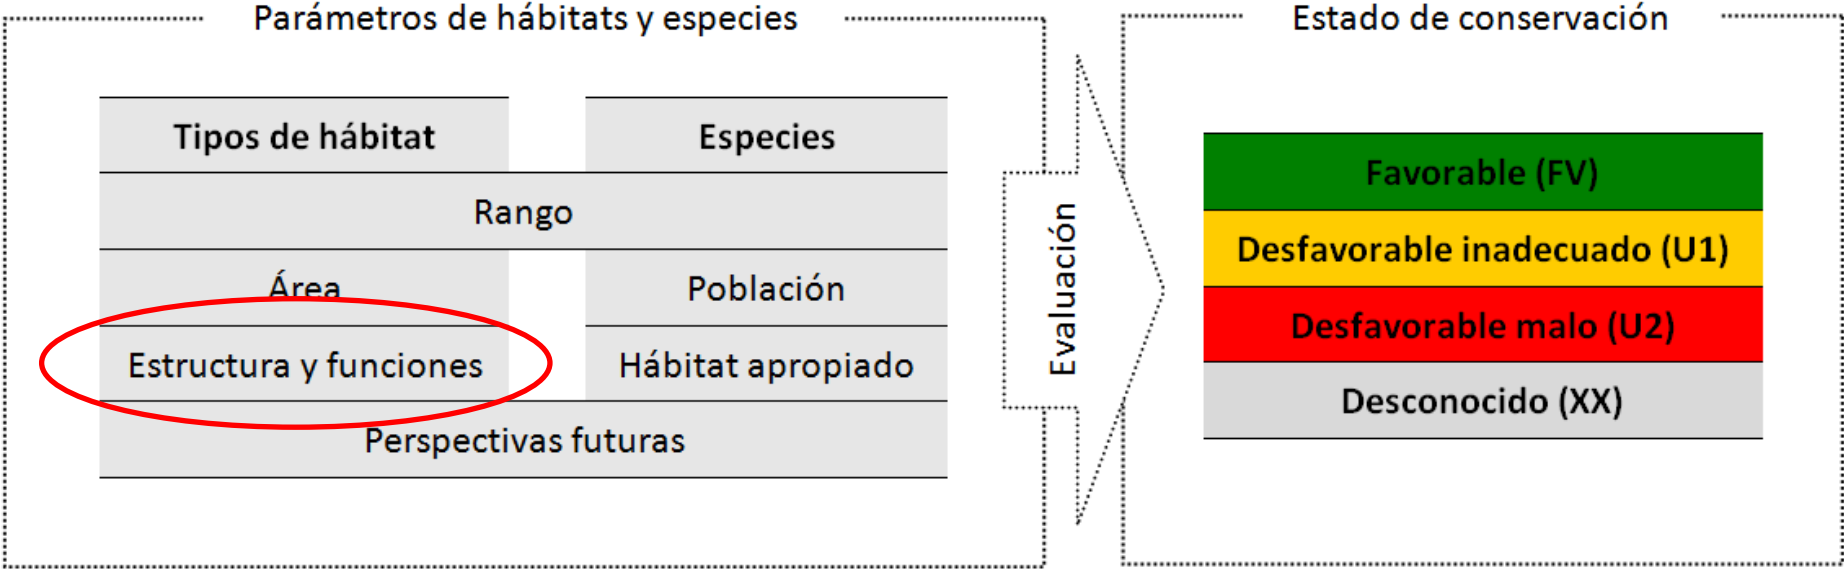 Parámetros de hábitats y especies
Estado de conservación
Tipos de hábitat
Especies
Rango
Área
Población
Estructura y funciones
Hábitat apropiado
Perspectivas futuras
Evaluación
Favorable (FV)
Desfavorable inadecuado (U1)
Desfavorable malo (U2)
Desconocido (XX)